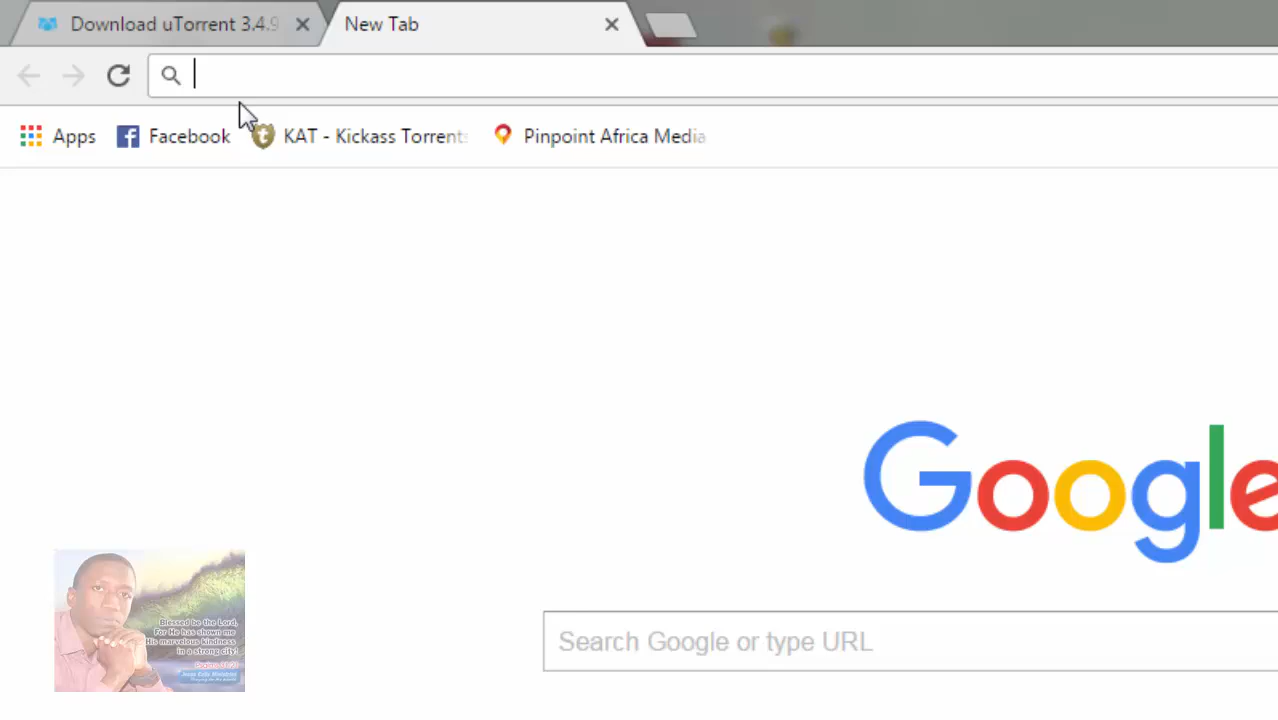 Download uTorrent 3.4.9
New Tab
Apps
Facebook
KAT - Kickass Torrents
Pinpoint Africa Media
Google
Search Google or type URL
Blessed be the Lord,
For He has shown me
His marvelous kindness
in a strong city!